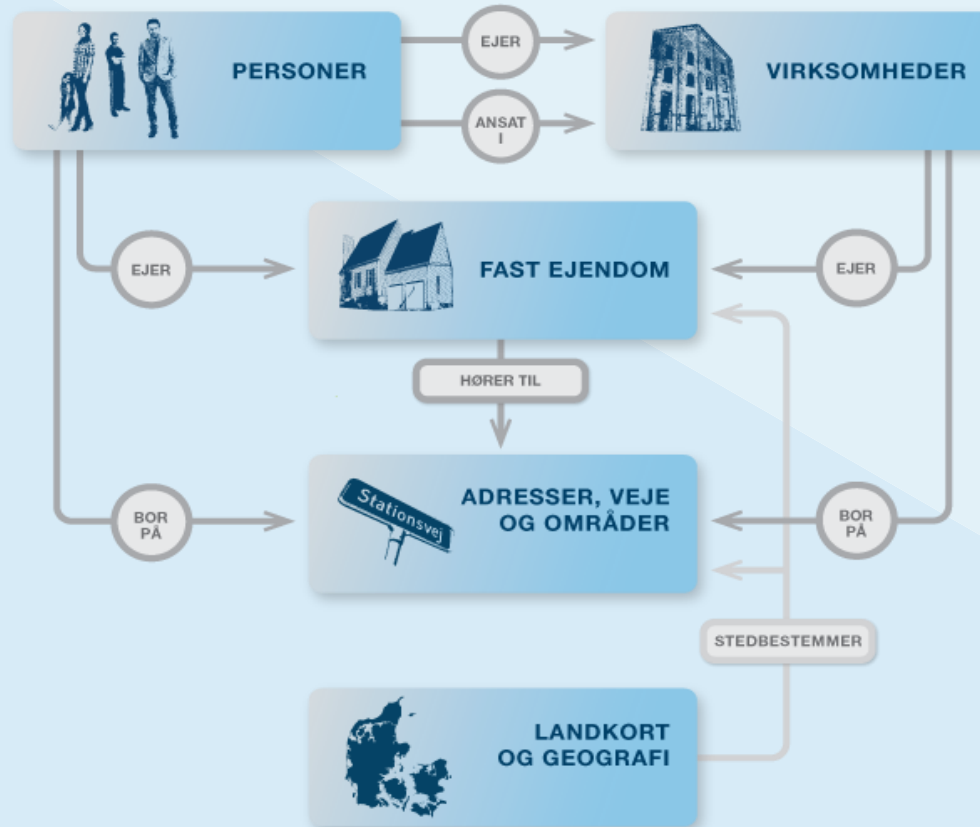 PERSONER
EJER
VIRKSOMHEDER
ANSAT
I
EJER
FAST EJENDOM
EJER
HØRER TIL
Stationsvej
ADRESSER, VEJE
OG OMRÅDER
BOR
PÅ
BOR
PÅ
STEDBESTEMMER
LANDKORT
OG GEOGRAFI